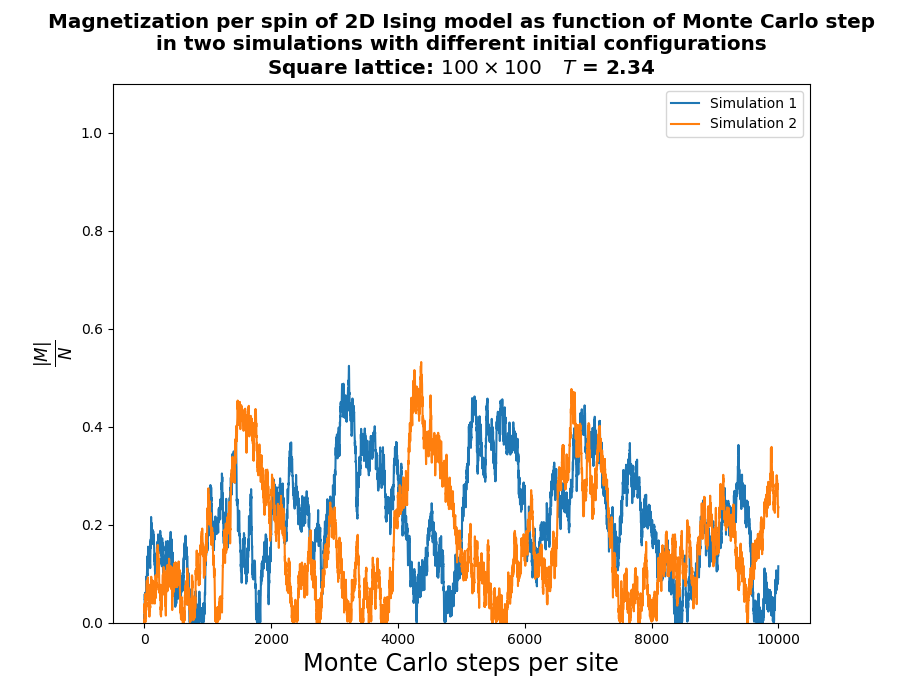 Magnetization per spin of 2D Ising model as function of Monte Carlo step
in two simulations with different initial configurations
Square lattice: 100 × 100 T = 2.34
Simulation 1
Simulation 2
1.0
0.8
0.6
0.4
0.2
0.0
|M|
N
0 2000 4000 6000 8000 10000
Monte Carlo steps per site